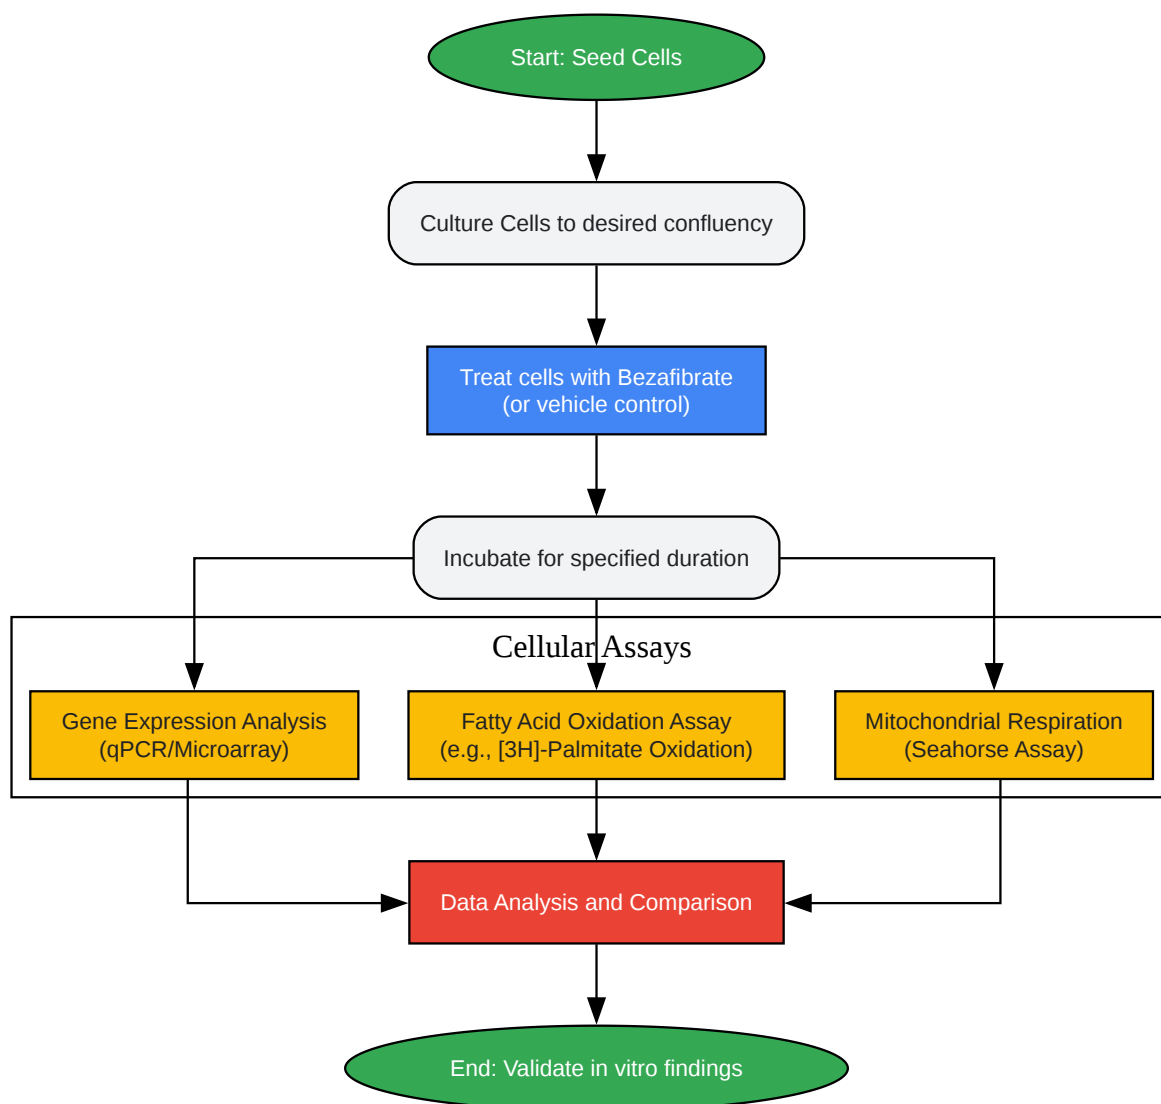 Start: Seed Cells
Culture Cells to desired confluency
Treat cells with Bezafibrate
(or vehicle control)
Incubate for specified duration
Cellular Assays
Gene Expression Analysis
(qPCR/Microarray)
Fatty Acid Oxidation Assay
(e.g., [3H]-Palmitate Oxidation)
Mitochondrial Respiration
(Seahorse Assay)
Data Analysis and Comparison
End: Validate in vitro findings